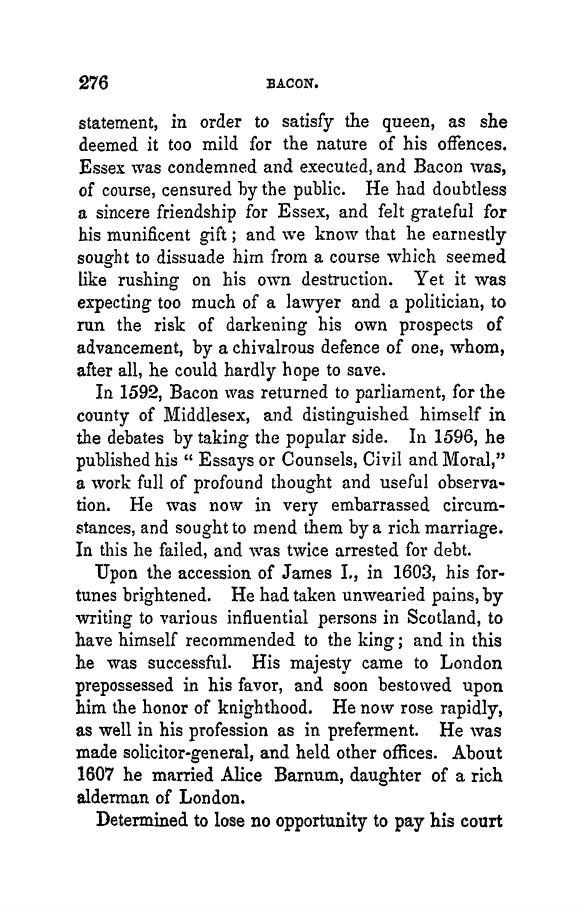 276 BACON.
statement, in order to satisfy the queen, as she
deemed it too mild for the nature of his offences.
Essex was condemned and executed, and Bacon was,
of course, censured by the public. He had doubtless
a sincere friendship for Essex, and felt grateful for
his munificent gift ; and we know that he earnestly
sought to dissuade him from a course which seemed
like rushing on his own destruction. Yet it was
expecting too much of a lawyer and a politician, to
run the risk of darkening his own prospects of
advancement, by a chivalrous defence of one, whom,
after all, he could hardly hope to save.
In 1592, Bacon was returned to parliament, for the
county of Middlesex, and distinguished himself in
the debates by taking the popular side. In 1596, he
published his “ Essays or Counsels, Civil and Moral,”
a work full of profound thought and useful observa-
tion. He was now in very embarrassed circum-
stances, and sought to mend them by a rich marriage.
In this he failed, and was twice arrested for debt.
Upon the accession of James I., in 1603, his for-
tunes brightened. He had taken unwearied pains, by
writing to various influential persons in Scotland, to
have himself recommended to the king ; and in this
he was successful. His majesty came to London
prepossessed in his favor, and soon bestowed upon
him the honor of knighthood. He now rose rapidly,
as well in his profession as in preferment. He was
made solicitor-general, and held other offices. About
1607 he married Alice Barnum, daughter of a rich
alderman of London.
Determined to lose no opportunity to pay his court